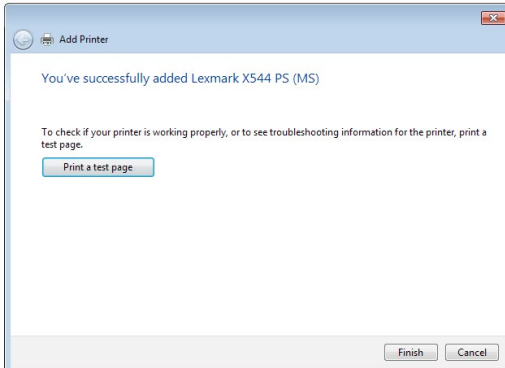 Add Printer
You've successfully added Lexmark X544 PS (MS)
To check if your printer is working properly, or to see troubleshooting information for the printer, print a
test page.
Print a test page
Finish Cancel